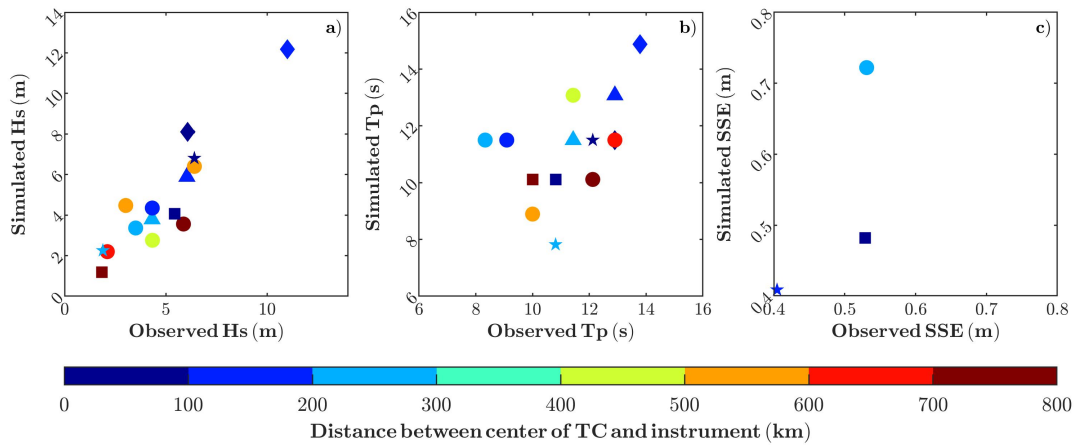 a)
14
12
10
8
6
4
2
0
Simulated Hs (m)
0 5 10
Observed Hs (m)
b)
16
14
12
10
8
6
Simulated Tp (s)
6 8 10 12 14 16
Observed Tp (s)
c)
0.8
0.7
0.6
0.5
0.4
Simulated SSE (m)
0.4 0.5 0.6 0.7 0.8
Observed SSE (m)
0 100 200 300 400 500 600 700 800
Distance between center of TC and instrument (km)